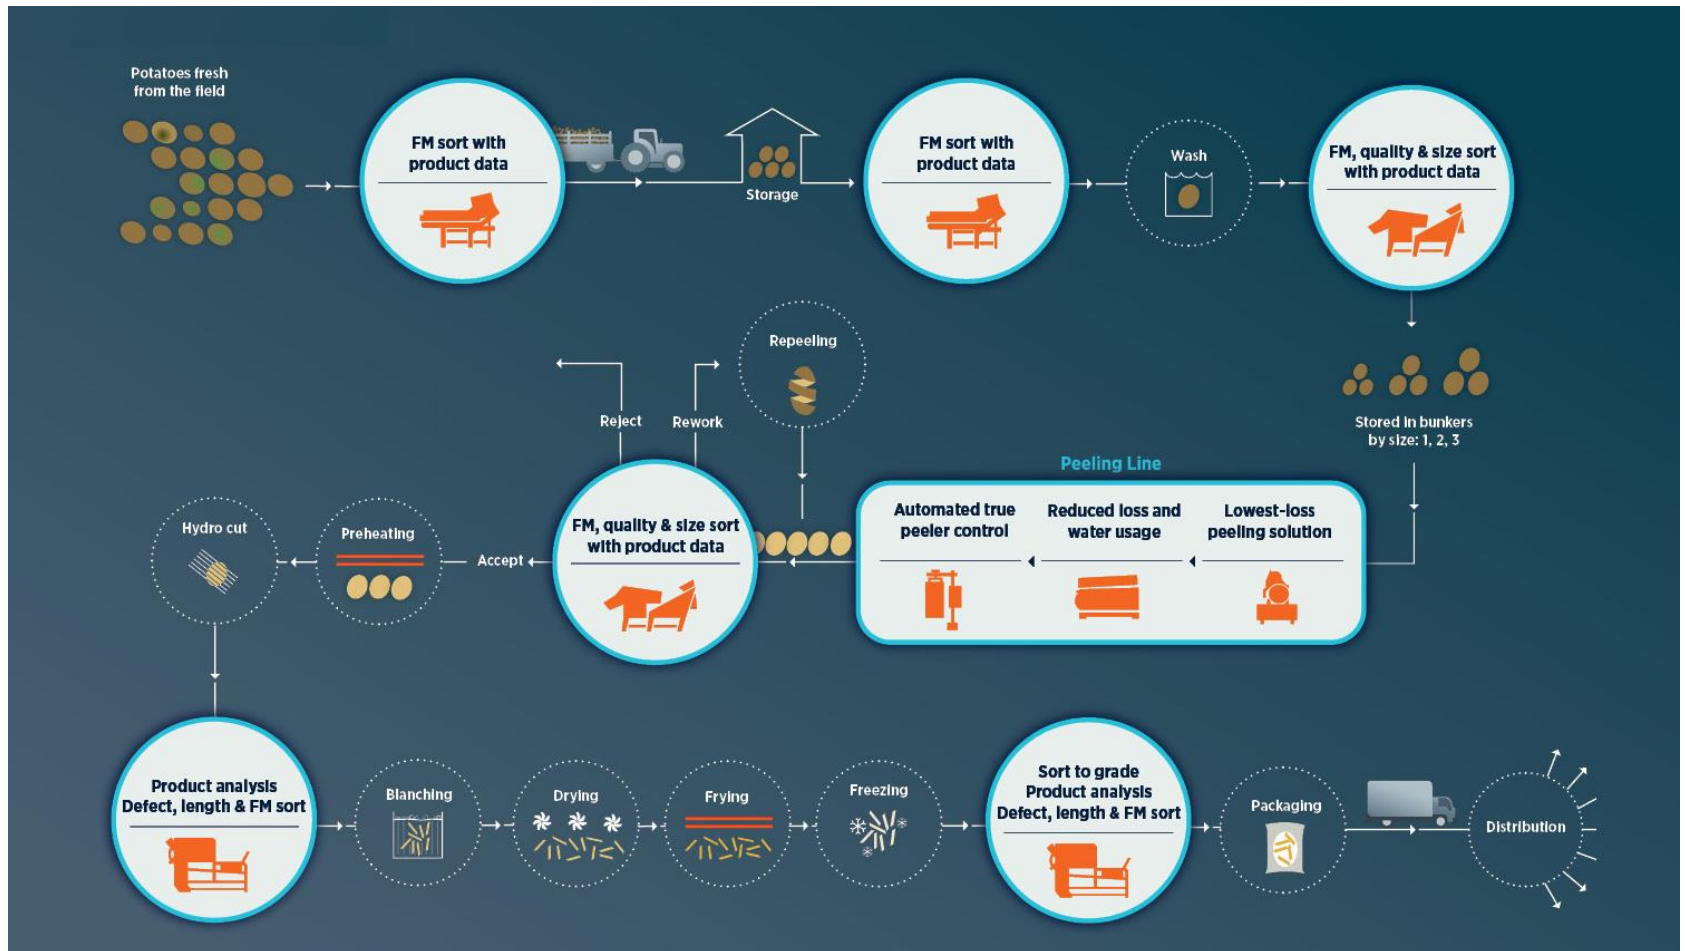 Potatoes fresh
from the field
FM sort with
product data
Storage
FM sort with
product data
Wash
FM, quality & size sort
with product data
Stored in bunkers
by size: 1, 2, 3
Peeling Line
Lowest-loss
peeling solution
Reduced loss and
water usage
Automated true
peeler control
Repeeling
Reject
Rework
FM, quality & size sort
with product data
Accept
Preheating
Hydro cut
Product analysis
Defect, length & FM sort
Blanching
Drying
Frying
Freezing
Sort to grade
Product analysis
Defect, length & FM sort
Packaging
Distribution